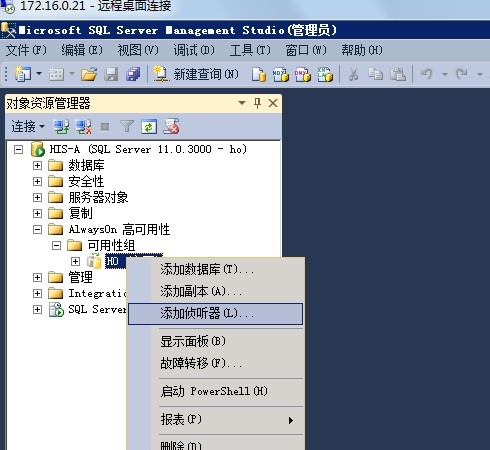 172.16.0.21 - 远程桌面连接
Microsoft SQL Server Management Studio(管理员)
文件(F) 编辑(E) 视图(V) 调试(D) 工具(T) 窗口(W) 帮助(H)
新建查询(N)
对象资源管理器
连接
HIS-A (SQL Server 11.0.3000 - ho)
数据库
安全性
服务器对象
复制
AlwaysOn 高可用性
可用性组
HO
管理
SQL Server
添加数据库(T)...
添加副本(A)...
添加侦听器(L)...
显示面板(B)
故障转移(F)...
启动 PowerShell(H)
报表(P)
删除(D)